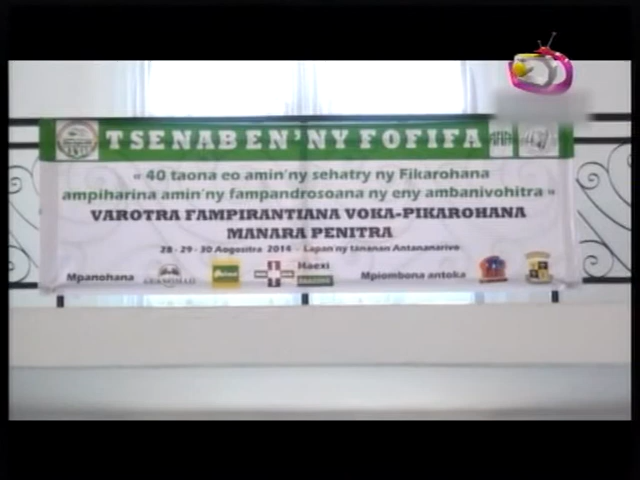 TSENABEN'NY FOFIFA
« 40 taona eo amin'ny sehatry ny Fikarohana
ampiharina amin'ny fampandrosoana ny eny ambanivohitra »
VAROTRA FAMPIRANTIANA VOKA-PIKAROHANA
MANARA PENITRA
28 - 29 - 30 Aogositra 2014 - Lapan'ny tananan Antananarivo
Mpanohana GUANOMAD Haexi Mpiombona antoka